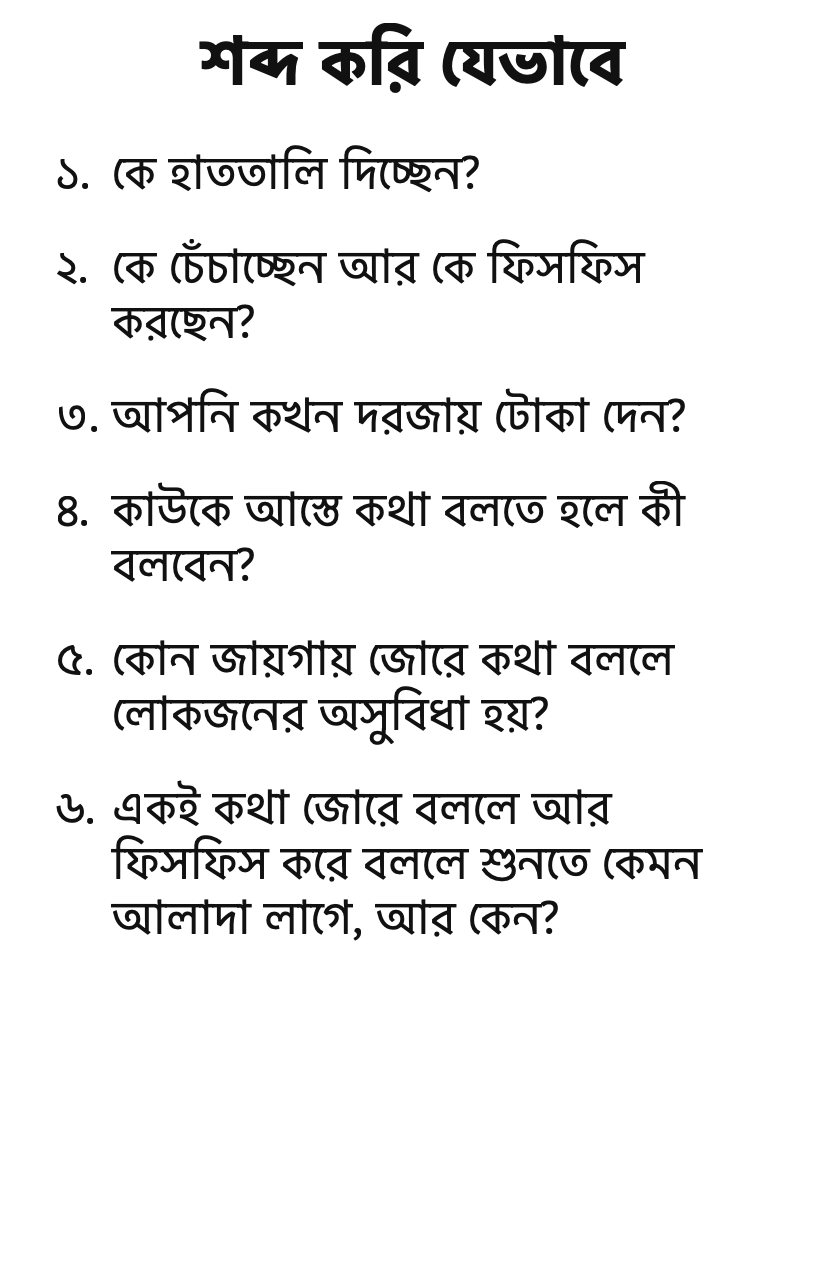 শব্দ করি যেভাবে
১. কে হাততালি দিচ্ছেন?
২. কে চেঁচাচ্ছেন আর কে ফিসফিস
করছেন?
৩. আপনি কখন দরজায় টোকা দেন?
৪. কাউকে আস্তে কথা বলতে হলে কী
বলবেন?
৫. কোন জায়গায় জোরে কথা বললে
লোকজনের অসুবিধা হয়?
৬. একই কথা জোরে বললে আর
ফিসফিস করে বললে শুনতে কেমন
আলাদা লাগে, আর কেন?